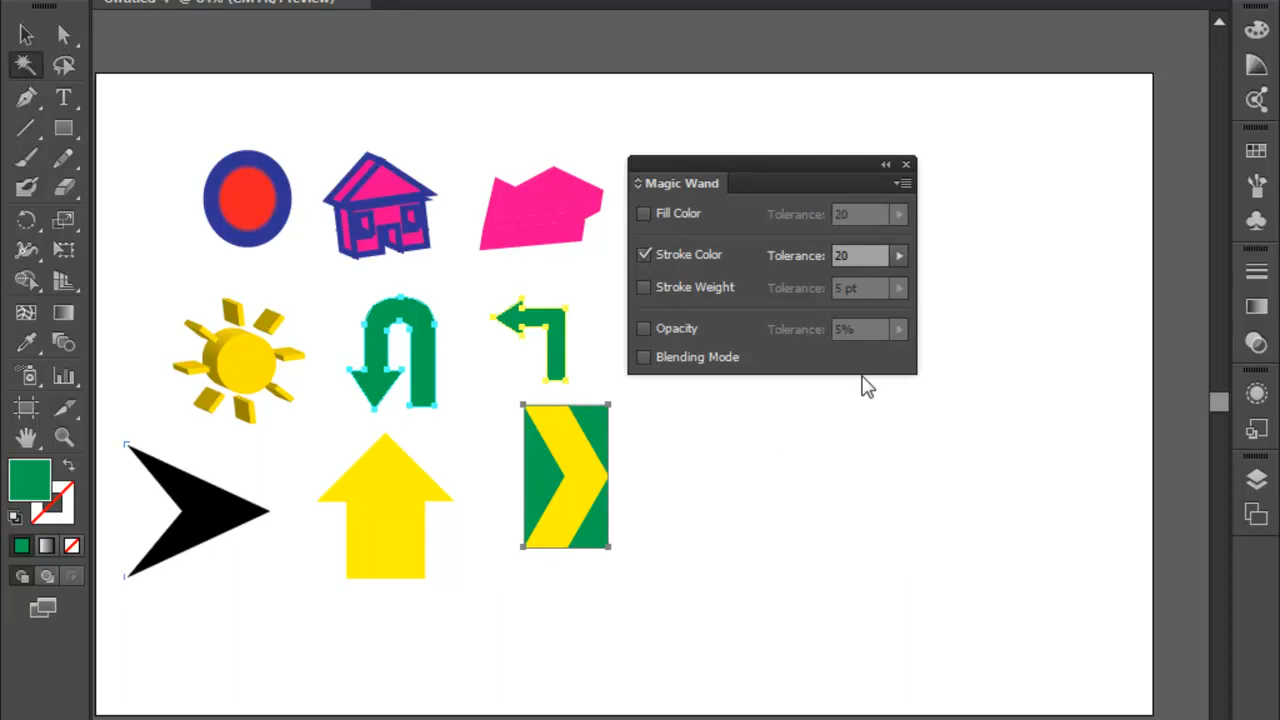 Magic Wand
Fill Color Tolerance: 20
Stroke Color Tolerance: 20
Stroke Weight Tolerance: 5 pt
Opacity Tolerance: 5%
Blending Mode